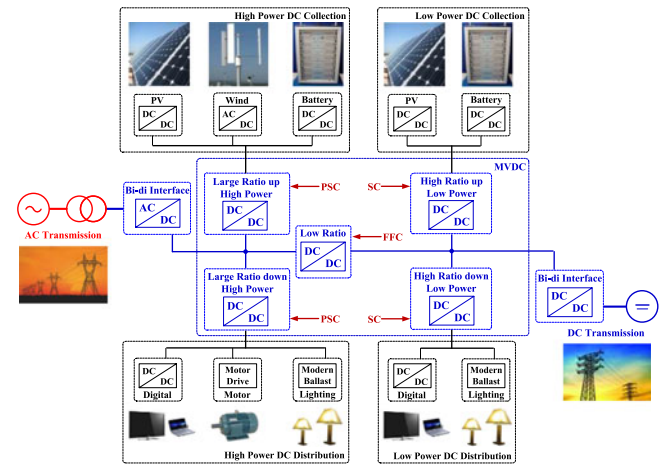 High Power DC Collection
Low Power DC Collection
PV
DC
DC
Wind
AC
DC
Battery
DC
DC
PV
DC
DC
Battery
DC
DC
MVDC
Large Ratio up
High Power
DC
DC
PSC
SC
High Ratio up
Low Power
DC
DC
Bi-di Interface
AC
DC
AC Transmission
Low Ratio
DC
DC
FFC
Large Ratio down
High Power
DC
DC
PSC
SC
High Ratio down
Low Power
DC
DC
Bi-di Interface
DC
DC
DC Transmission
DC
DC
Digital
Motor
Drive
Motor
Modern
Ballast
Lighting
DC
DC
Digital
Modern
Ballast
Lighting
High Power DC Distribution
Low Power DC Distribution